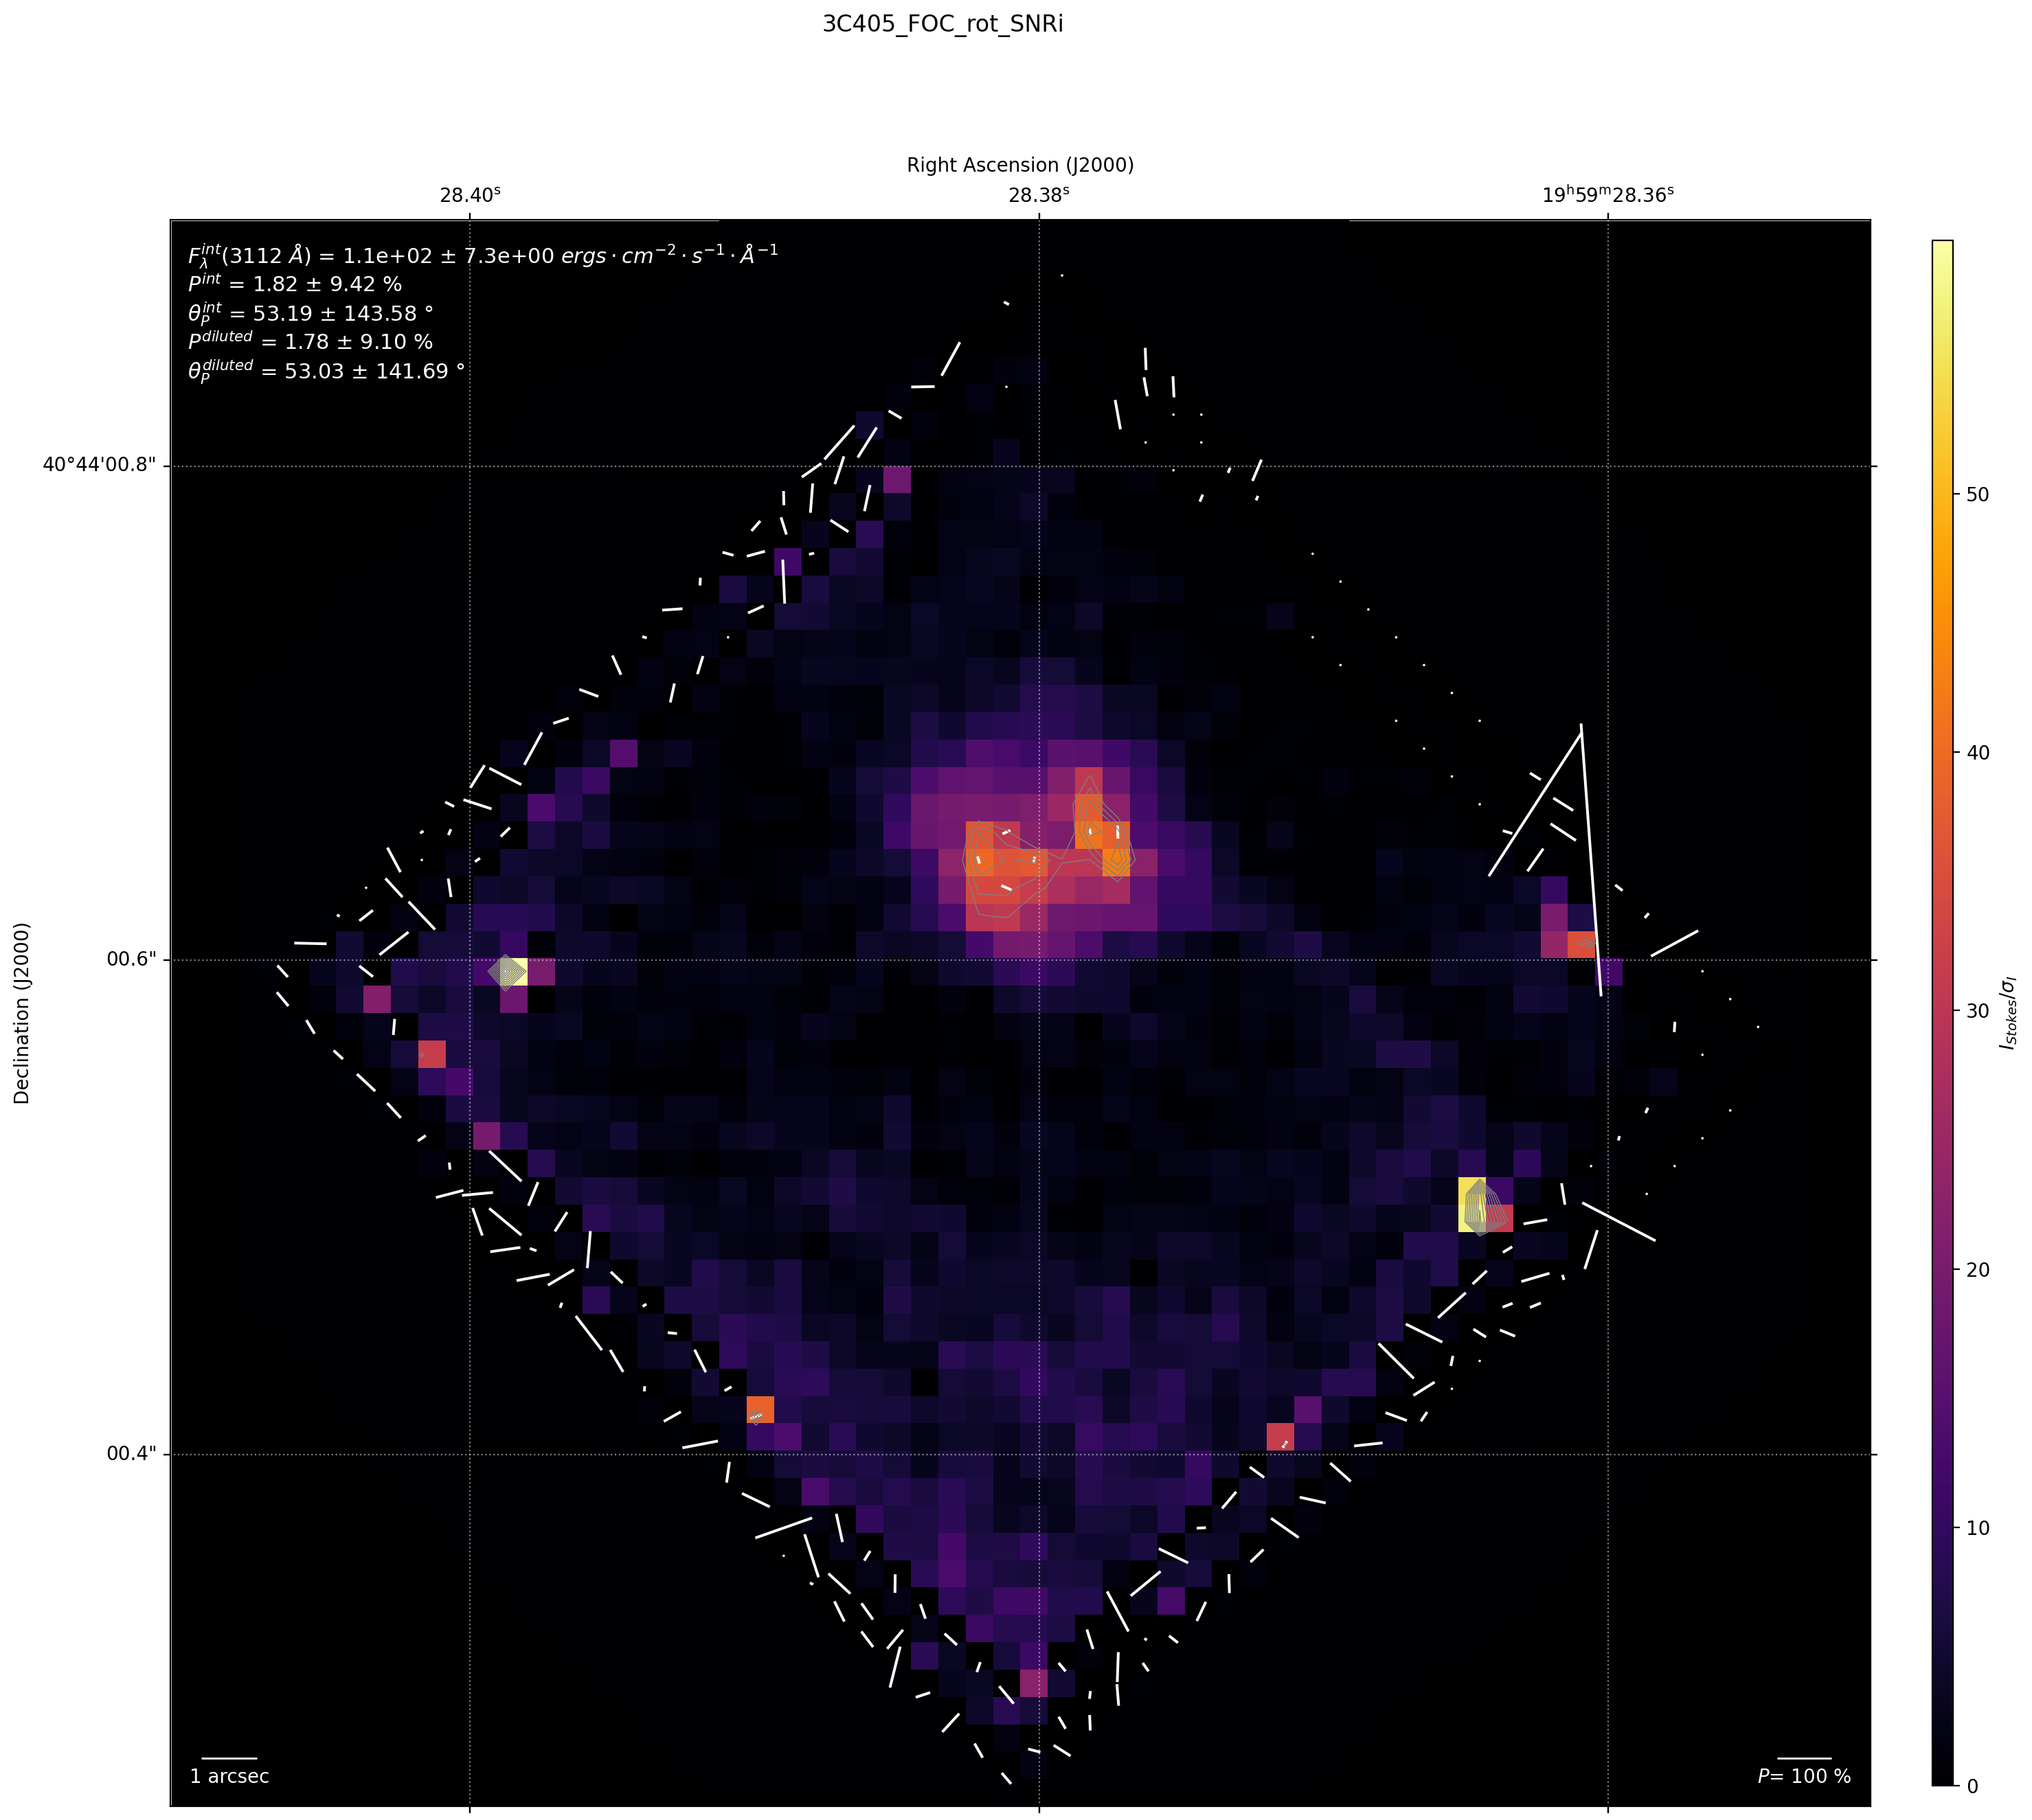 3C405_FOC_rot_SNRi
Right Ascension (J2000)
28.40ˢ 28.38ˢ 19ʰ59ᵐ28.36ˢ
F_λ^int(3112 Å) = 1.1e+02 ± 7.3e+00 ergs · cm⁻² · s⁻¹ · Å⁻¹
P^int = 1.82 ± 9.42 %
θ_P^int = 53.19 ± 143.58 °
P^diluted = 1.78 ± 9.10 %
θ_P^diluted = 53.03 ± 141.69 °
40°44'00.8"
00.6"
00.4"
Declination (J2000)
1 arcsec
P= 100 %
50
40
30
20
10
0
I_Stokes/σ_I